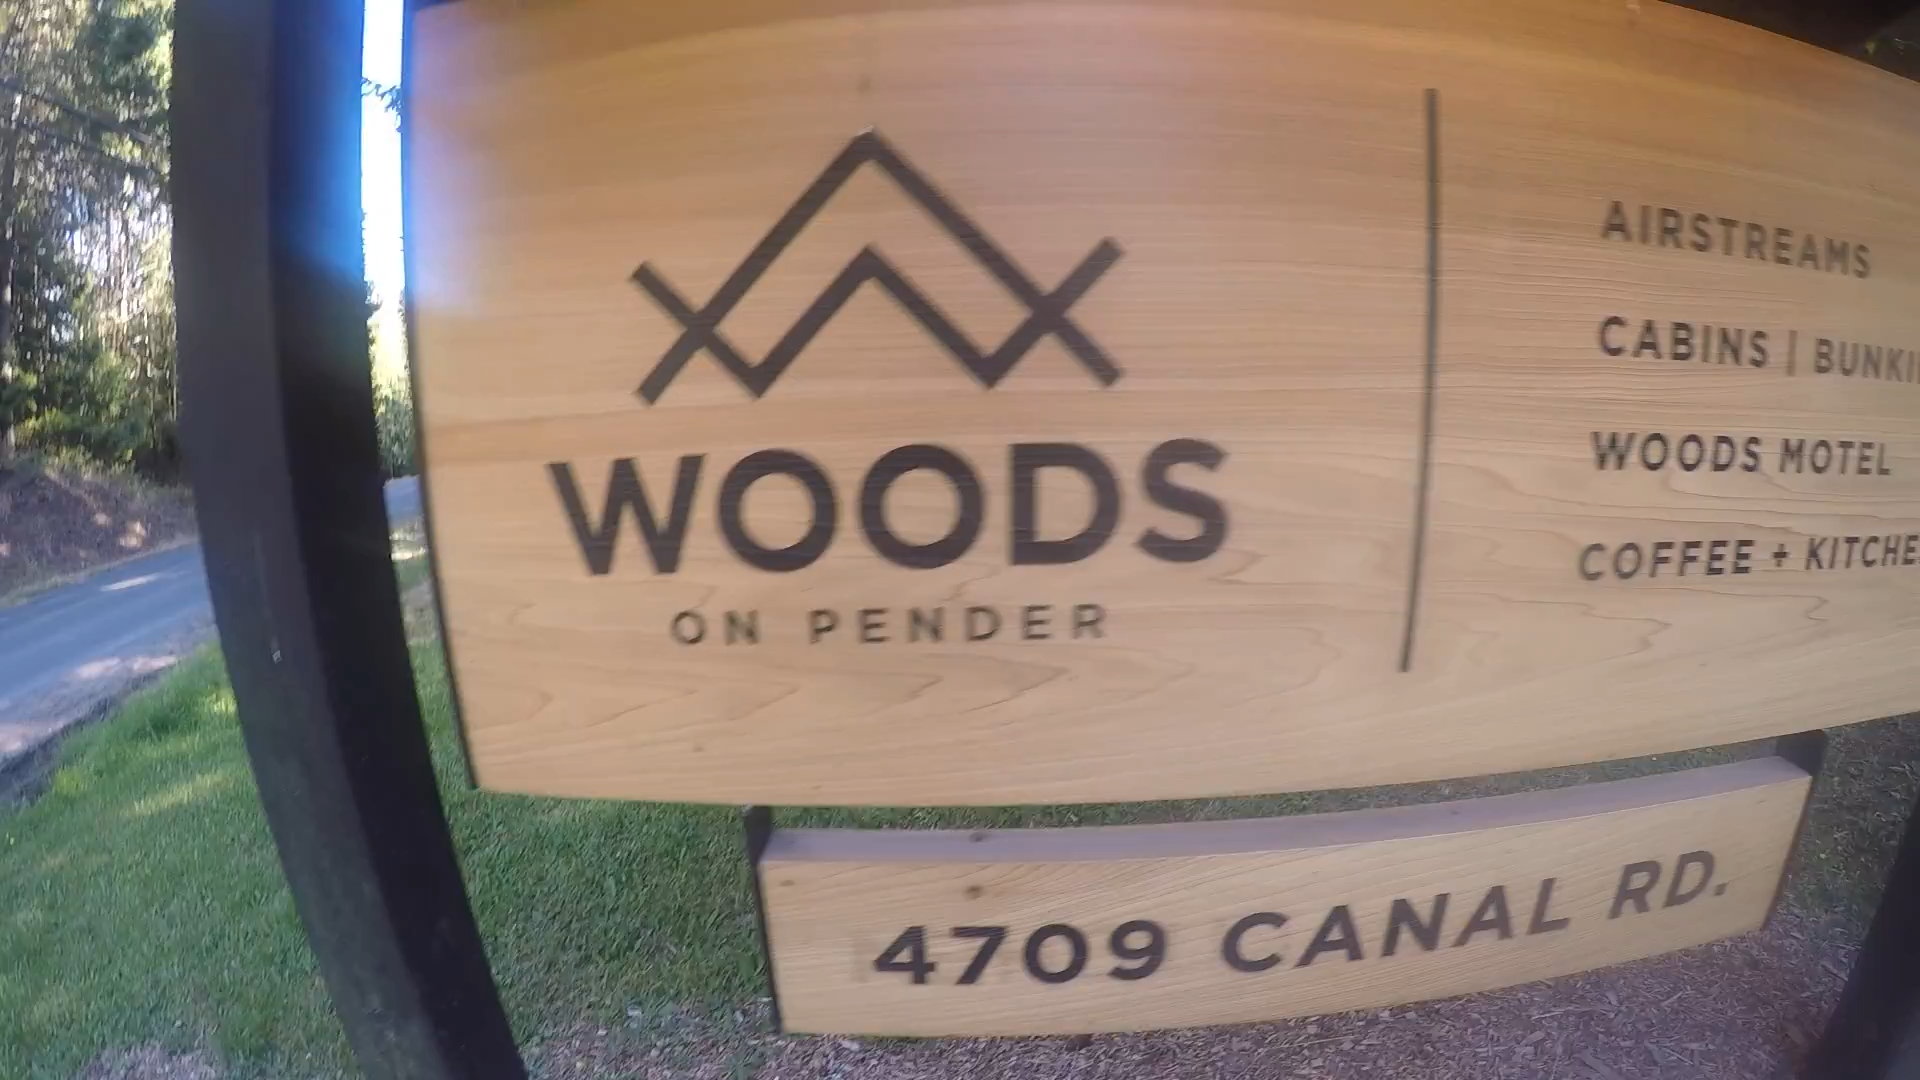 WOODS
ON PENDER
AIRSTREAMS
CABINS |
WOODS MOTEL
COFFEE +
4709 CANAL RD.